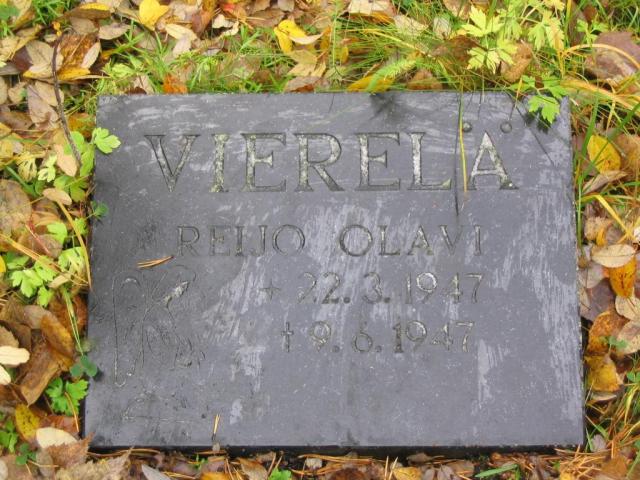 VIERELÄ
REIJO OLAVI
* 22.3.1947
† 9.6.1947